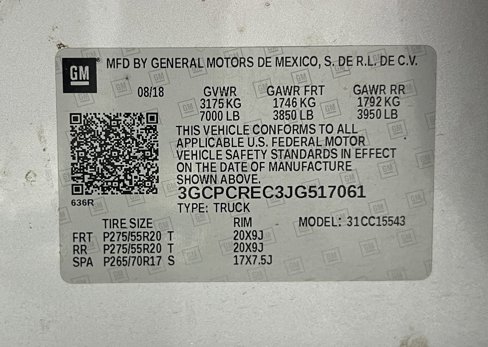 GM MFD BY GENERAL MOTORS DE MEXICO, S. DE R.L. DE C.V.
08/18 GVWR GAWR FRT GAWR RR
3175 KG 1746 KG 1792 KG
7000 LB 3850 LB 3950 LB
THIS VEHICLE CONFORMS TO ALL
APPLICABLE U.S. FEDERAL MOTOR
VEHICLE SAFETY STANDARDS IN EFFECT
ON THE DATE OF MANUFACTURE
SHOWN ABOVE.
636R
3GCPCREC3JG517061
TYPE: TRUCK
TIRE SIZE RIM MODEL: 31CC15543
FRT P275/55R20 T 20X9J
RR P275/55R20 T 20X9J
SPA P265/70R17 S 17X7.5J